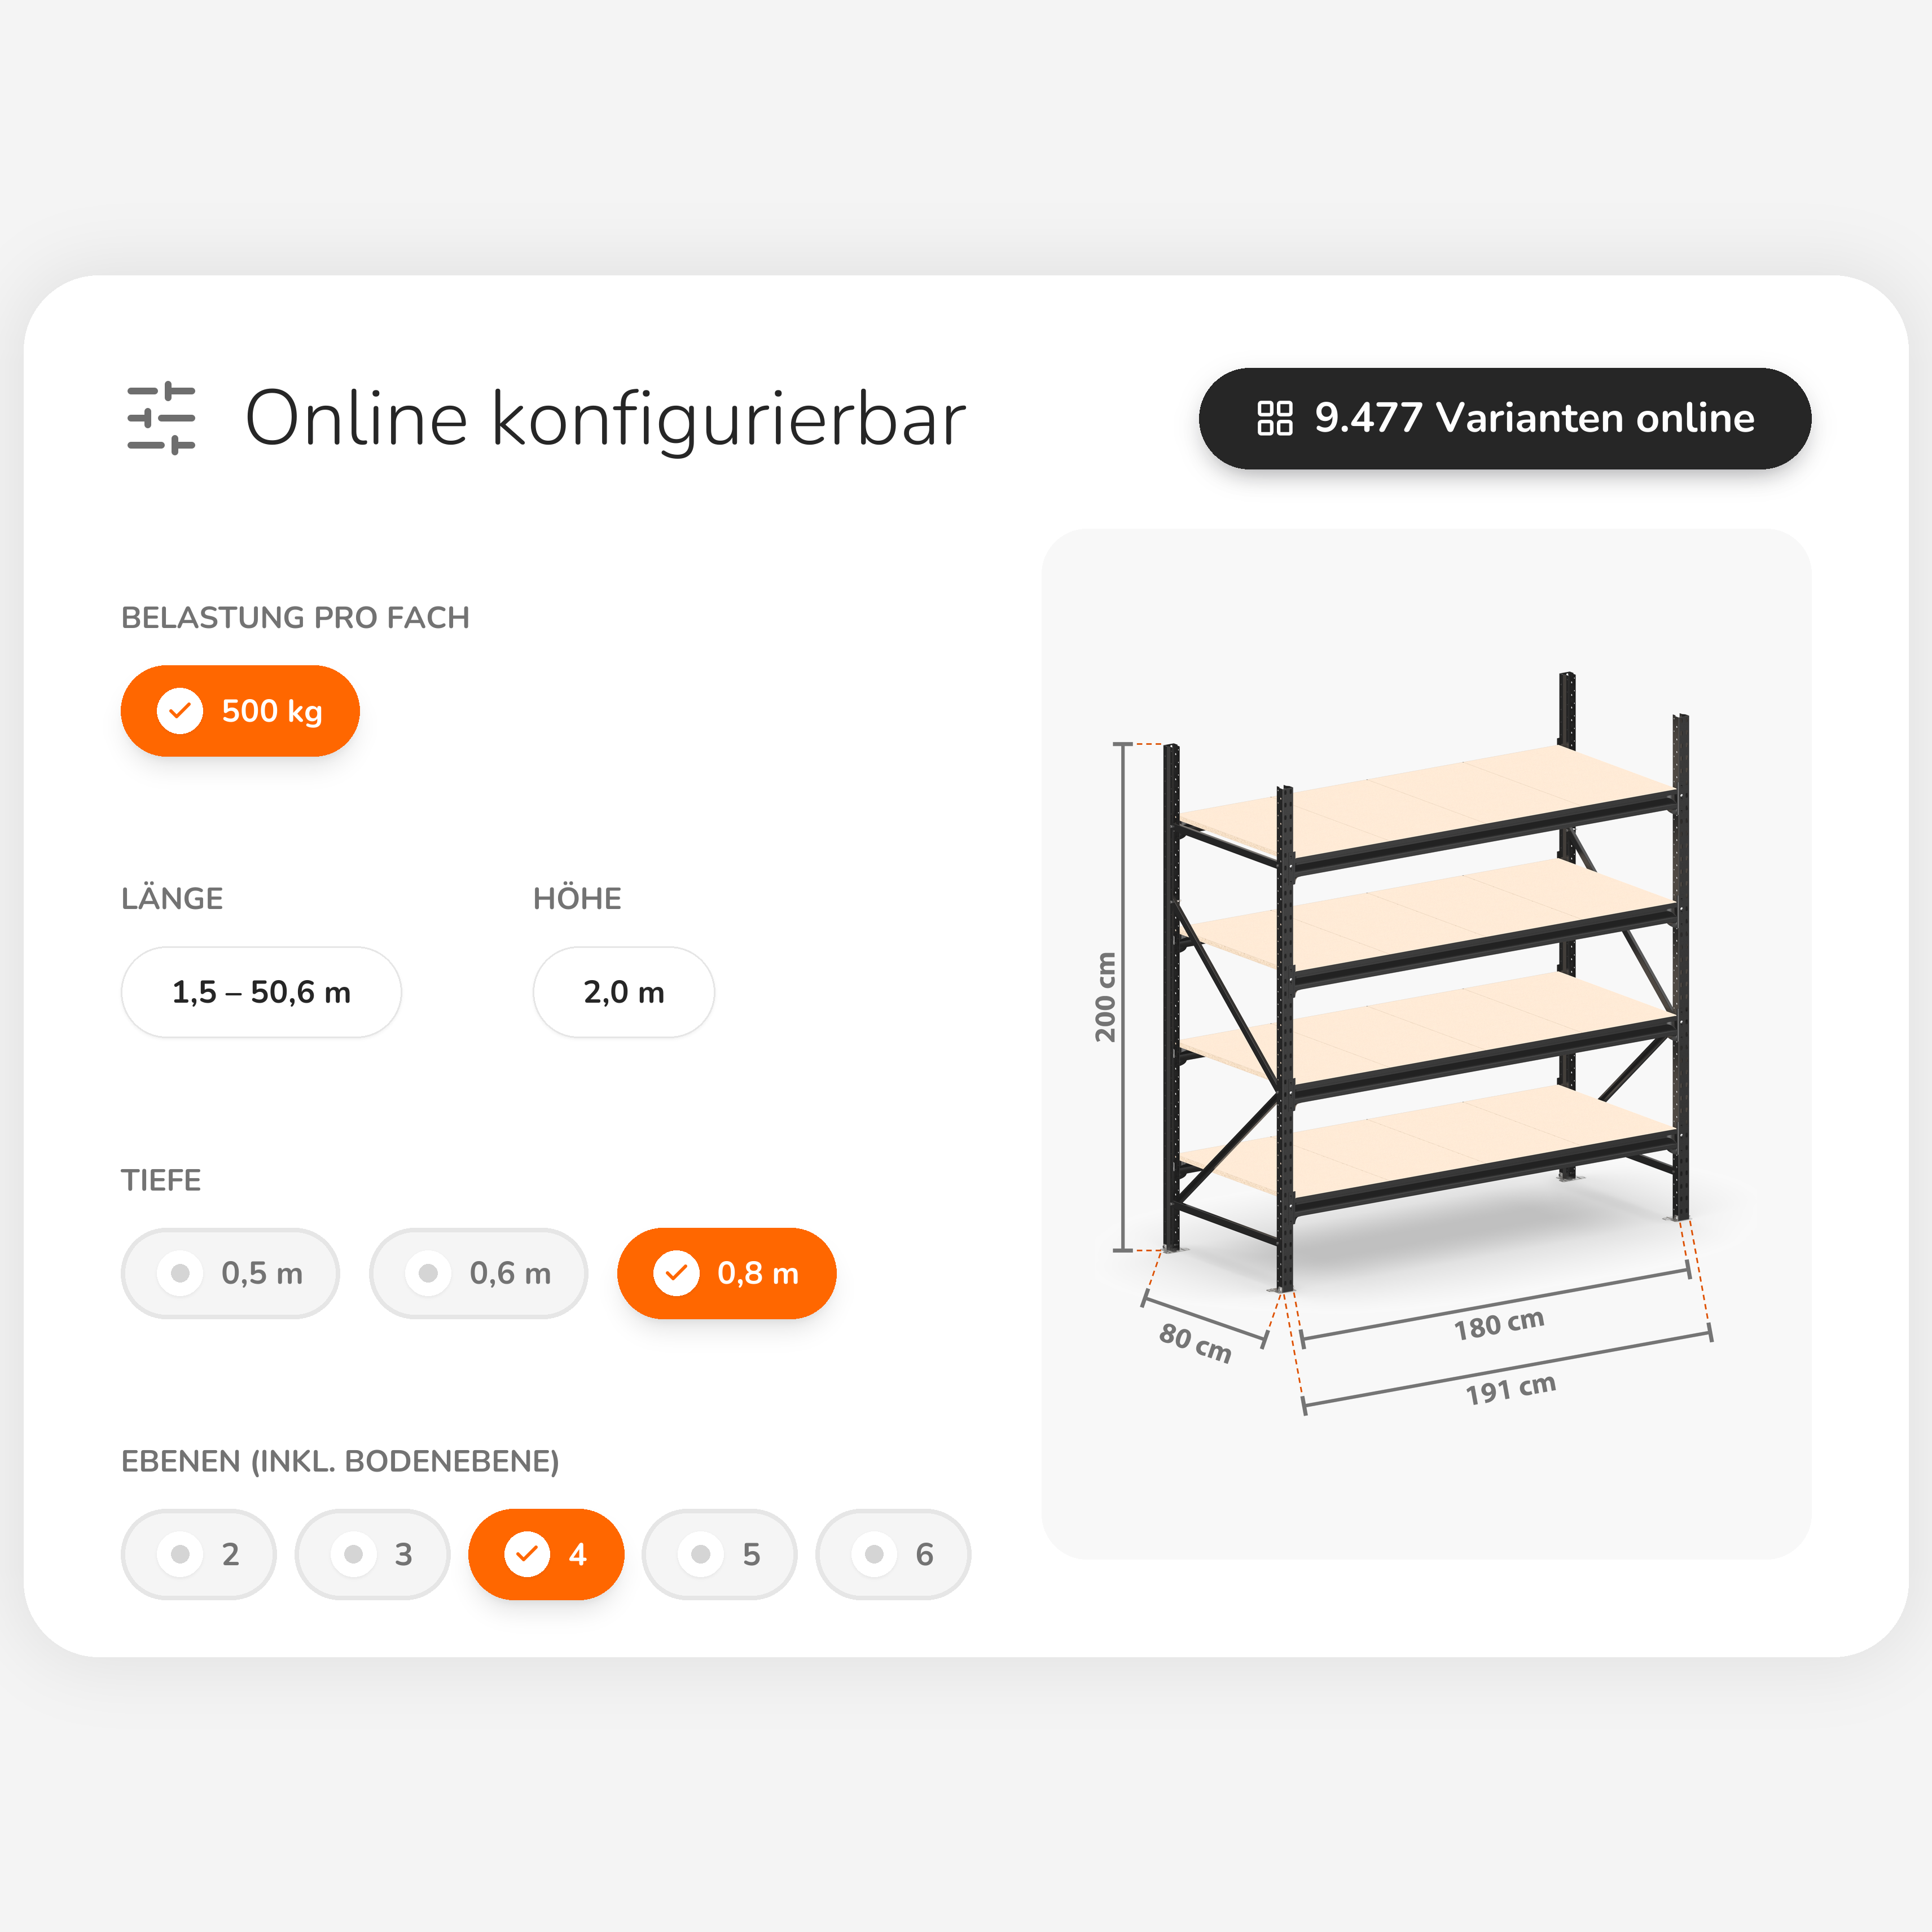 Online konfigurierbar
9.477 Varianten online
BELASTUNG PRO FACH
500 kg
LÄNGE
1,5 – 50,6 m
HÖHE
2,0 m
TIEFE
0,5 m
0,6 m
0,8 m
EBENEN (INKL. BODENEBENE)
2
3
4
5
6
200 cm
80 cm
180 cm
191 cm